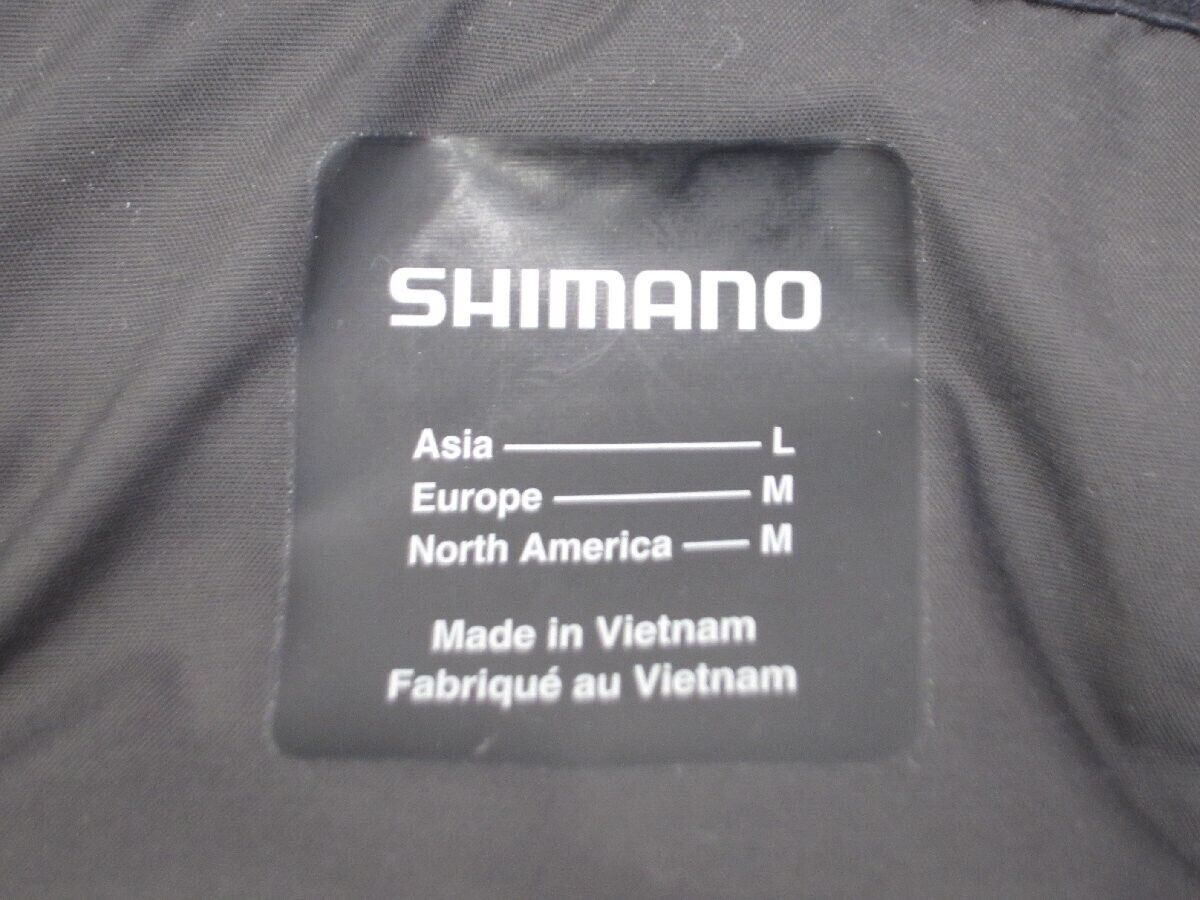 SHIMANO
Asia — L
Europe — M
North America — M
Made in Vietnam
Fabriqué au Vietnam